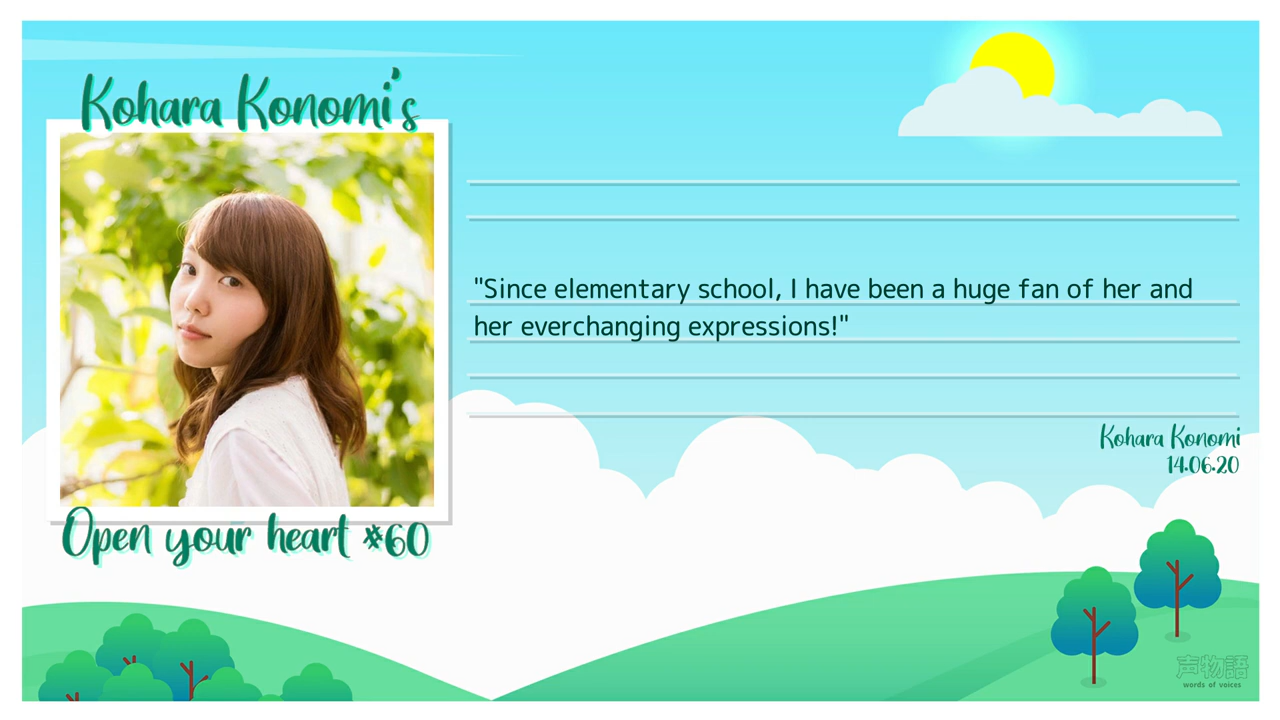 Kohara Konomi's
"Since elementary school, I have been a huge fan of her and
her everchanging expressions!"
Kohara Konomi
14.06.20
Open your heart #60
声物語
words of voices